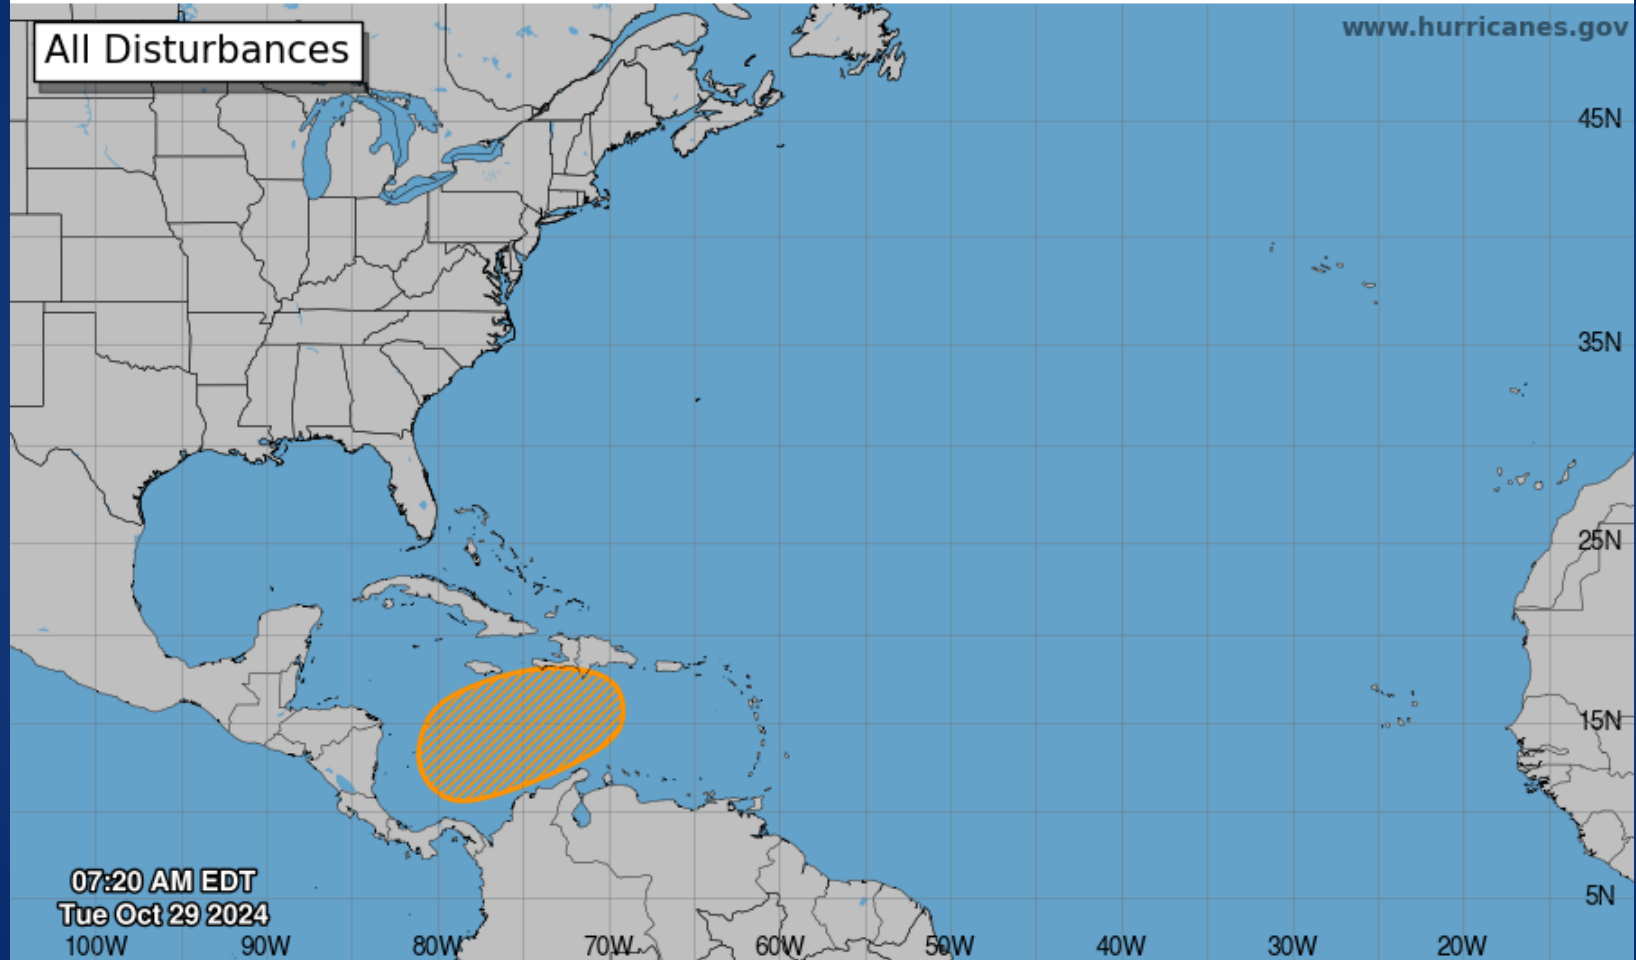 All Disturbances
www.hurricanes.gov
45N
35N
25N
15N
5N
07:20 AM EDT
Tue Oct 29 2024
100W 90W 80W 70W 60W 50W 40W 30W 20W